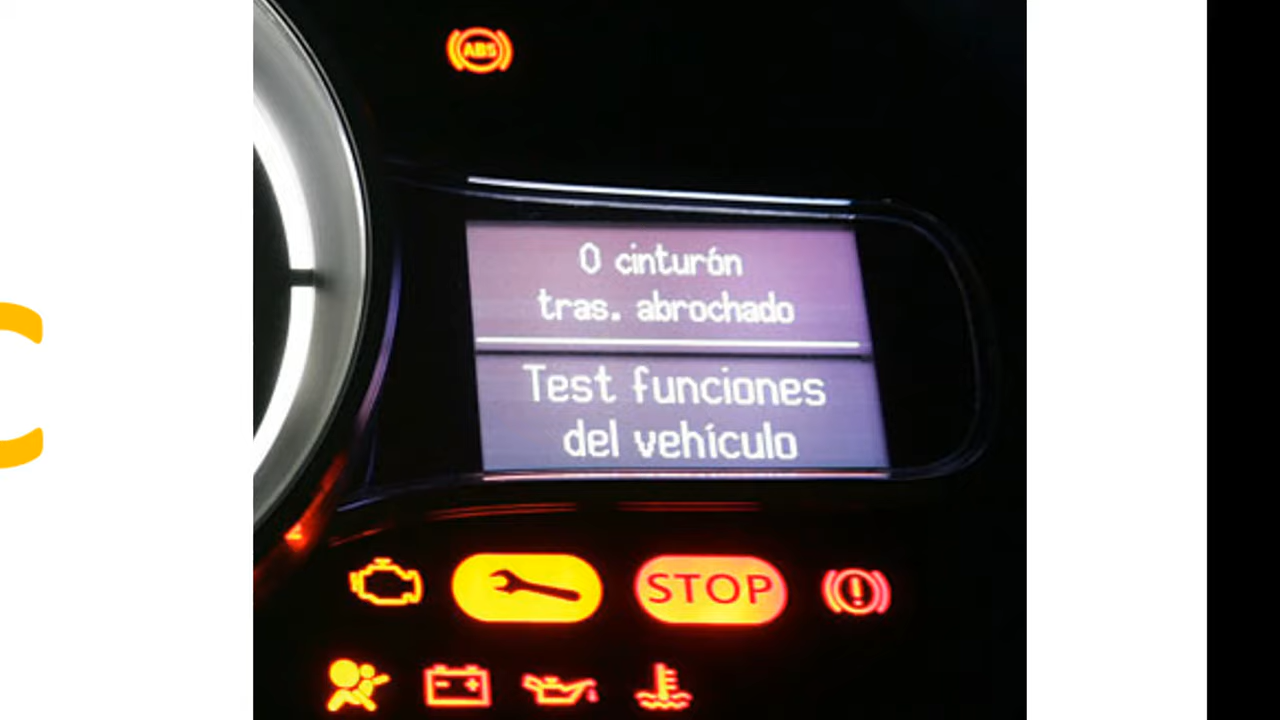 ABS
0 cinturón
tras. abrochado
Test funciones
del vehículo
STOP